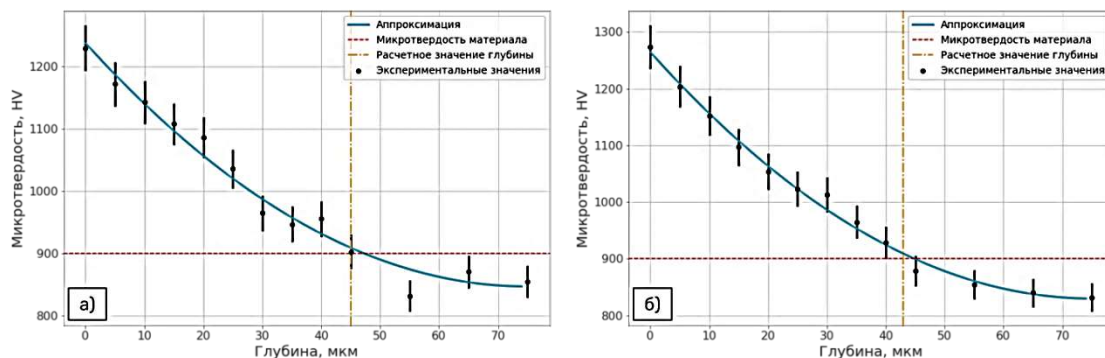 Микротвердость, HV
1200
1100
1000
900
800
Аппроксимация
Микротвердость материала
Расчетное значение глубины
Экспериментальные значения
а)
0 10 20 30 40 50 60 70
Глубина, мкм
Микротвердость, HV
1300
1200
1100
1000
900
800
Аппроксимация
Микротвердость материала
Расчетное значение глубины
Экспериментальные значения
б)
0 10 20 30 40 50 60 70
Глубина, мкм